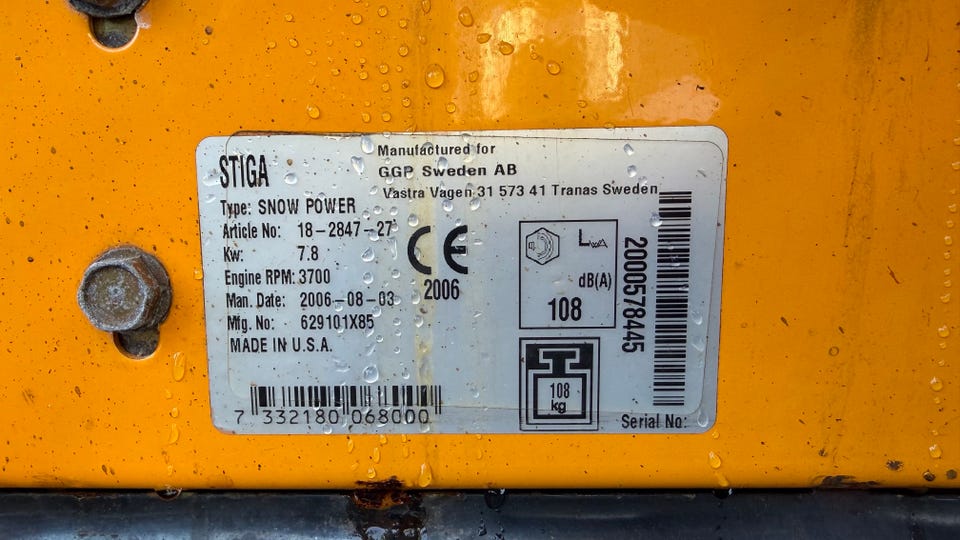 STIGA
Manufactured for
GGP Sweden AB
Vastra Vagen 31 573 41 Tranas Sweden
Type: SNOW POWER
Article No: 18-2847-27
Kw: 7.8
Engine RPM: 3700
Man. Date: 2006-08-03
Mfg. No: 629101X85
MADE IN U.S.A.
7 332180 068000
CE
2006
LWA
dB(A)
108
108
kg
2000578445
Serial No: